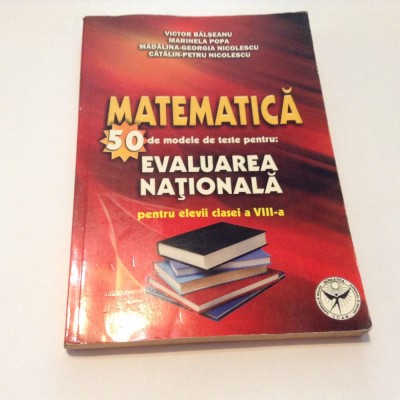 VICTOR BĂLȘEANU
MARINELA POPA
MĂDĂLINA-GEORGIA NICOLESCU
CĂTĂLIN-PETRU NICOLESCU
MATEMATICĂ
50 de modele de teste pentru:
EVALUAREA
NAŢIONALĂ
pentru elevii clasei a VIII-a